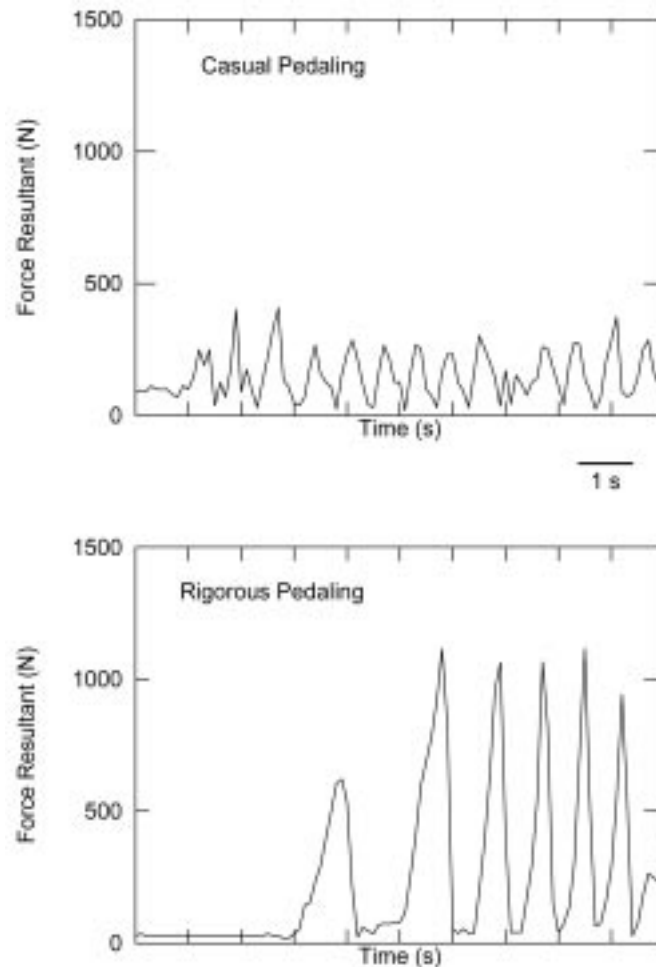 1500
Casual Pedaling
Force Resultant (N)
1000
500
0
Time (s)
1 s
1500
Rigorous Pedaling
Force Resultant (N)
1000
500
0
Time (s)